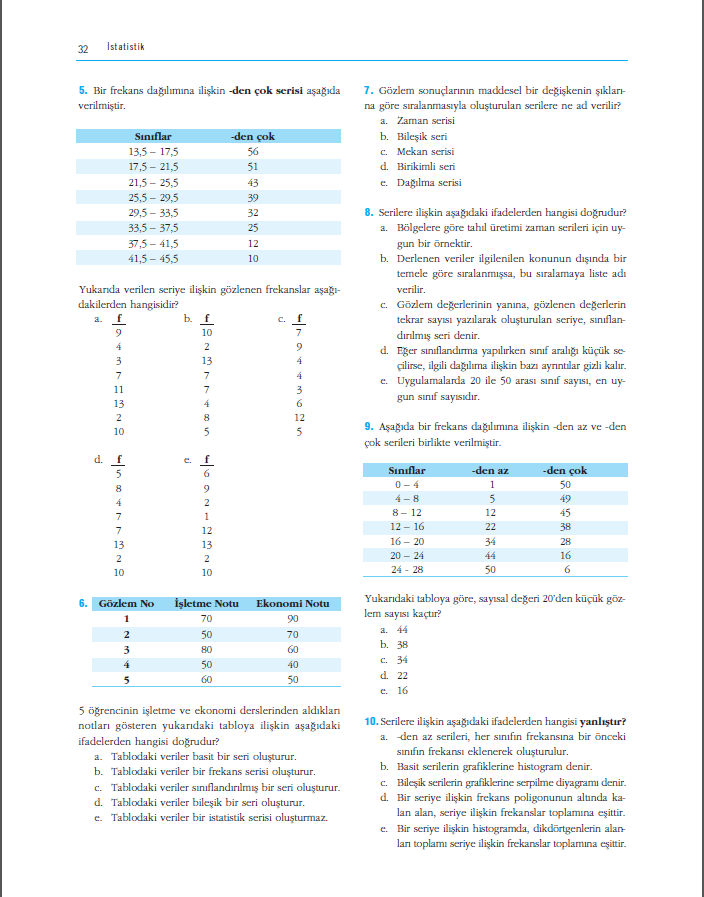 32 İstatistik
5. Bir frekans dağılımına ilişkin -den çok serisi aşağıda
verilmiştir.
Sınıflar -den çok
13,5 – 17,5 56
17,5 – 21,5 51
21,5 – 25,5 43
25,5 – 29,5 39
29,5 – 33,5 32
33,5 – 37,5 25
37,5 – 41,5 12
41,5 – 45,5 10
Yukarıda verilen seriye ilişkin gözlenen frekanslar aşağı-
dakilerden hangisidir?
a. f b. f c. f
9 10 7
4 2 9
3 13 4
7 7 4
11 7 3
13 4 6
2 8 12
10 5 5
d. f e. f
5 6
8 9
4 2
7 1
7 12
13 13
2 2
10 10
6. Gözlem No İşletme Notu Ekonomi Notu
1 70 90
2 50 70
3 80 60
4 50 40
5 60 50
5 öğrencinin işletme ve ekonomi derslerinden aldıkları
notları gösteren yukarıdaki tabloya ilişkin aşağıdaki
ifadelerden hangisi doğrudur?
a. Tablodaki veriler basit bir seri oluşturur.
b. Tablodaki veriler bir frekans serisi oluşturur.
c. Tablodaki veriler sınıflandırılmış bir seri oluşturur.
d. Tablodaki veriler bileşik bir seri oluşturur.
e. Tablodaki veriler bir istatistik serisi oluşturmaz.
7. Gözlem sonuçlarının maddesel bir değişkenin şıkları-
na göre sıralanmasıyla oluşturulan serilere ne ad verilir?
a. Zaman serisi
b. Bileşik seri
c. Mekan serisi
d. Birikimli seri
e. Dağılma serisi
8. Serilere ilişkin aşağıdaki ifadelerden hangisi doğrudur?
a. Bölgelere göre tahıl üretimi zaman serileri için uy-
gun bir örnektir.
b. Derlenen veriler ilgilenilen konunun dışında bir
temele göre sıralanmışsa, bu sıralamaya liste adı
verilir.
c. Gözlem değerlerinin yanına, gözlenen değerlerin
tekrar sayısı yazılarak oluşturulan seriye, sınıflan-
dırılmış seri denir.
d. Eğer sınıflandırma yapılırken sınıf aralığı küçük se-
çilirse, ilgili dağılıma ilişkin bazı ayrıntılar gizli kalır.
e. Uygulamalarda 20 ile 50 arası sınıf sayısı, en uy-
gun sınıf sayısıdır.
9. Aşağıda bir frekans dağılımına ilişkin -den az ve -den
çok serileri birlikte verilmiştir.
Sınıflar -den az -den çok
0 – 4 1 50
4 – 8 5 49
8 – 12 12 45
12 – 16 22 38
16 – 20 34 28
20 – 24 44 16
24 - 28 50 6
Yukarıdaki tabloya göre, sayısal değeri 20'den küçük göz-
lem sayısı kaçtır?
a. 44
b. 38
c. 34
d. 22
e. 16
10. Serilere ilişkin aşağıdaki ifadelerden hangisi yanlıştır?
a. -den az serileri, her sınıfın frekansına bir önceki
sınıfın frekansı eklenerek oluşturulur.
b. Basit serilerin grafiklerine histogram denir.
c. Bileşik serilerin grafiklerine serpilme diyagramı denir.
d. Bir seriye ilişkin frekans poligonunun altında ka-
lan alan, seriye ilişkin frekanslar toplamına eşittir.
e. Bir seriye ilişkin histogramda, dikdörtgenlerin alan-
ları toplamı seriye ilişkin frekanslar toplamına eşittir.